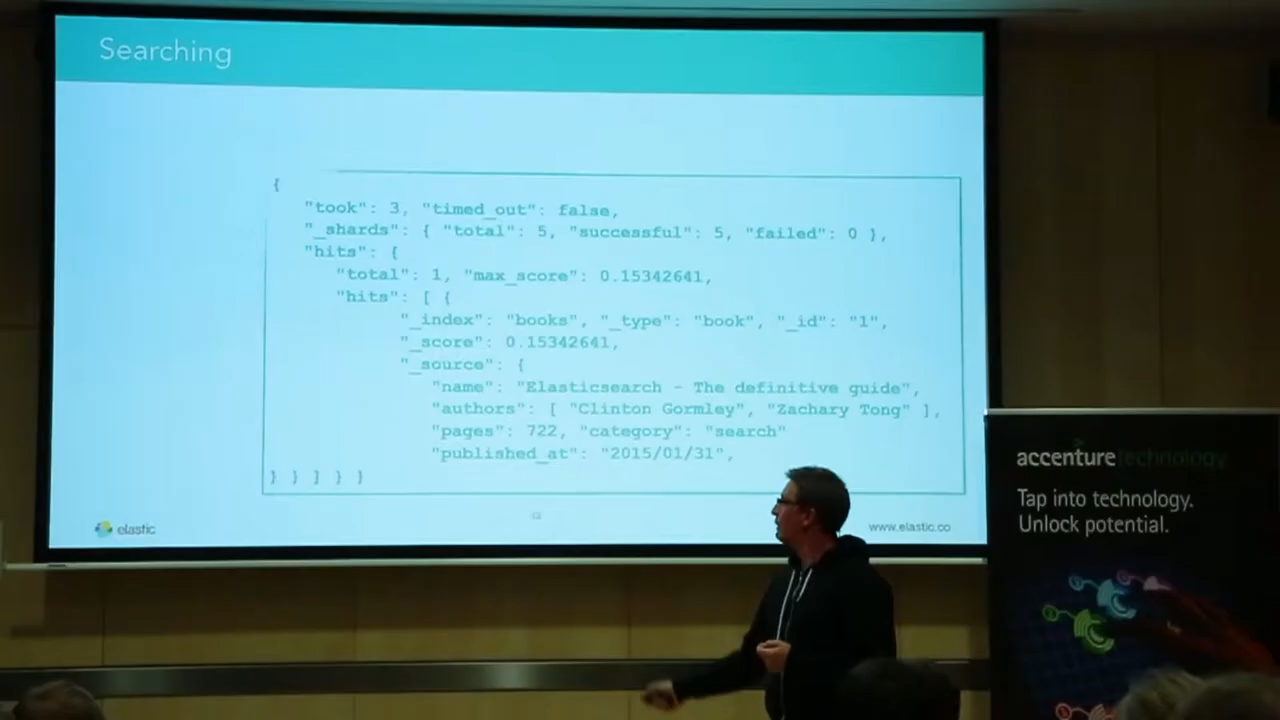 Searching
{
"took": 3, "timed_out": false,
"_shards": { "total": 5, "successful": 5, "failed": 0 },
"hits": {
"total": 1, "max_score": 0.15342641,
"hits": [ {
"_index": "books", "_type": "book", "_id": "1",
"_score": 0.15342641,
"_source": {
"name": "Elasticsearch - The definitive guide",
"authors": [ "Clinton Gormley", "Zachary Tong" ],
"pages": 722, "category": "search"
"published_at": "2015/01/31",
} } ] } }
elastic
www.elastic.co
accenturetechnology
Tap into technology.
Unlock potential.